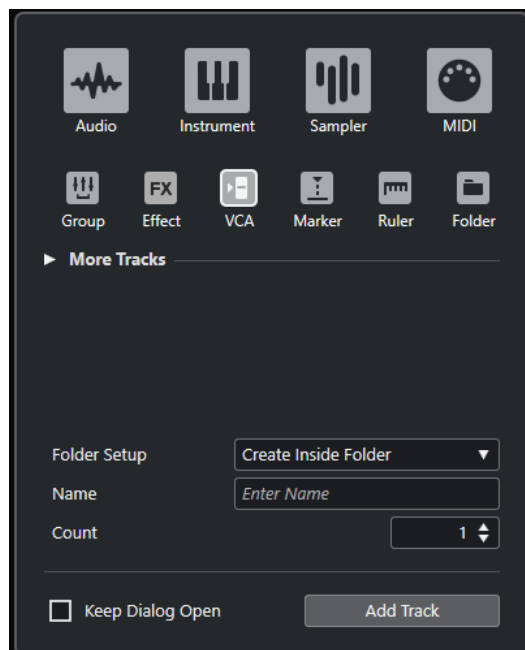 Audio Instrument Sampler MIDI
FX
Group Effect VCA Marker Ruler Folder
More Tracks
Folder Setup Create Inside Folder
Name Enter Name
Count 1
Keep Dialog Open Add Track